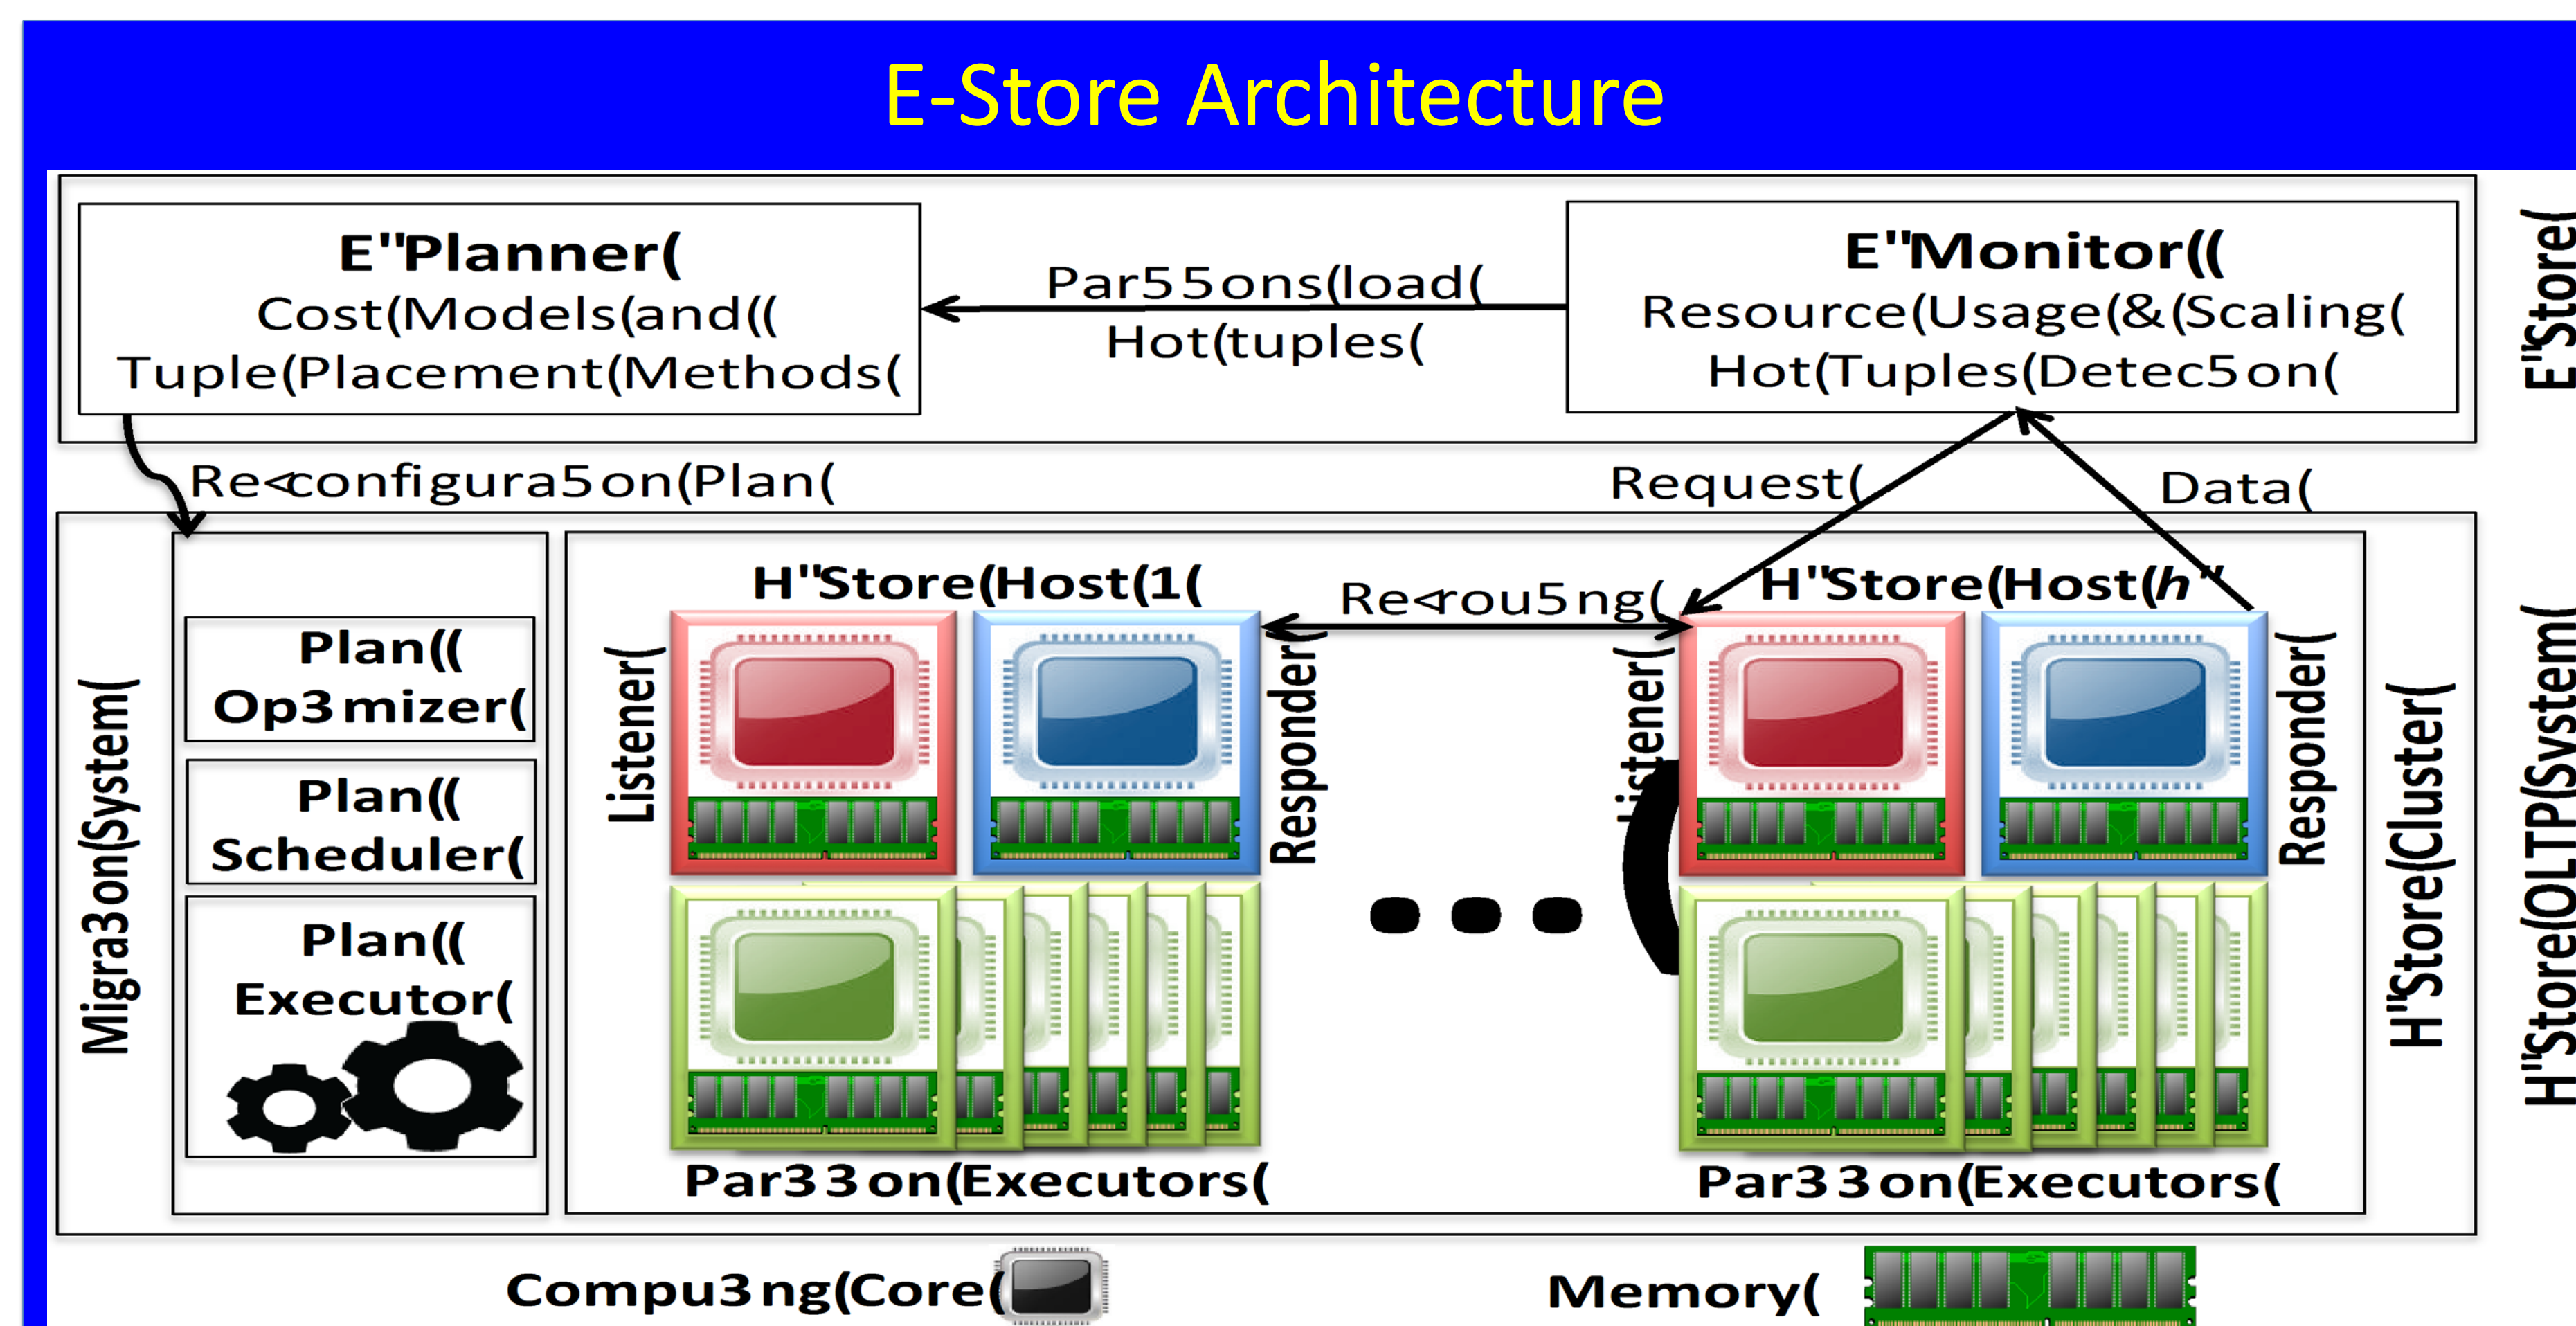 E-Store Architecture
E"Planner(
Cost(Models(and((
Tuple(Placement(Methods(
Par55ons(load(
Hot(tuples(
E"Monitor((
Resource(Usage(&(Scaling(
Hot(Tuples(Detec5on(
E"Store(
Re<configura5on(Plan(
Request(
Data(
Migra3on(System(
Plan((
Op3mizer(
Plan((
Scheduler(
Plan((
Executor(
H"Store(Host(1(
Listener(
Responder(
Par33on(Executors(
Re<rou5ng(
...(
H"Store(Host(h"
Listener(
Responder(
Par33on(Executors(
H"Store(Cluster(
H"Store(OLTP(System(
Compu3ng(Core(
Memory(